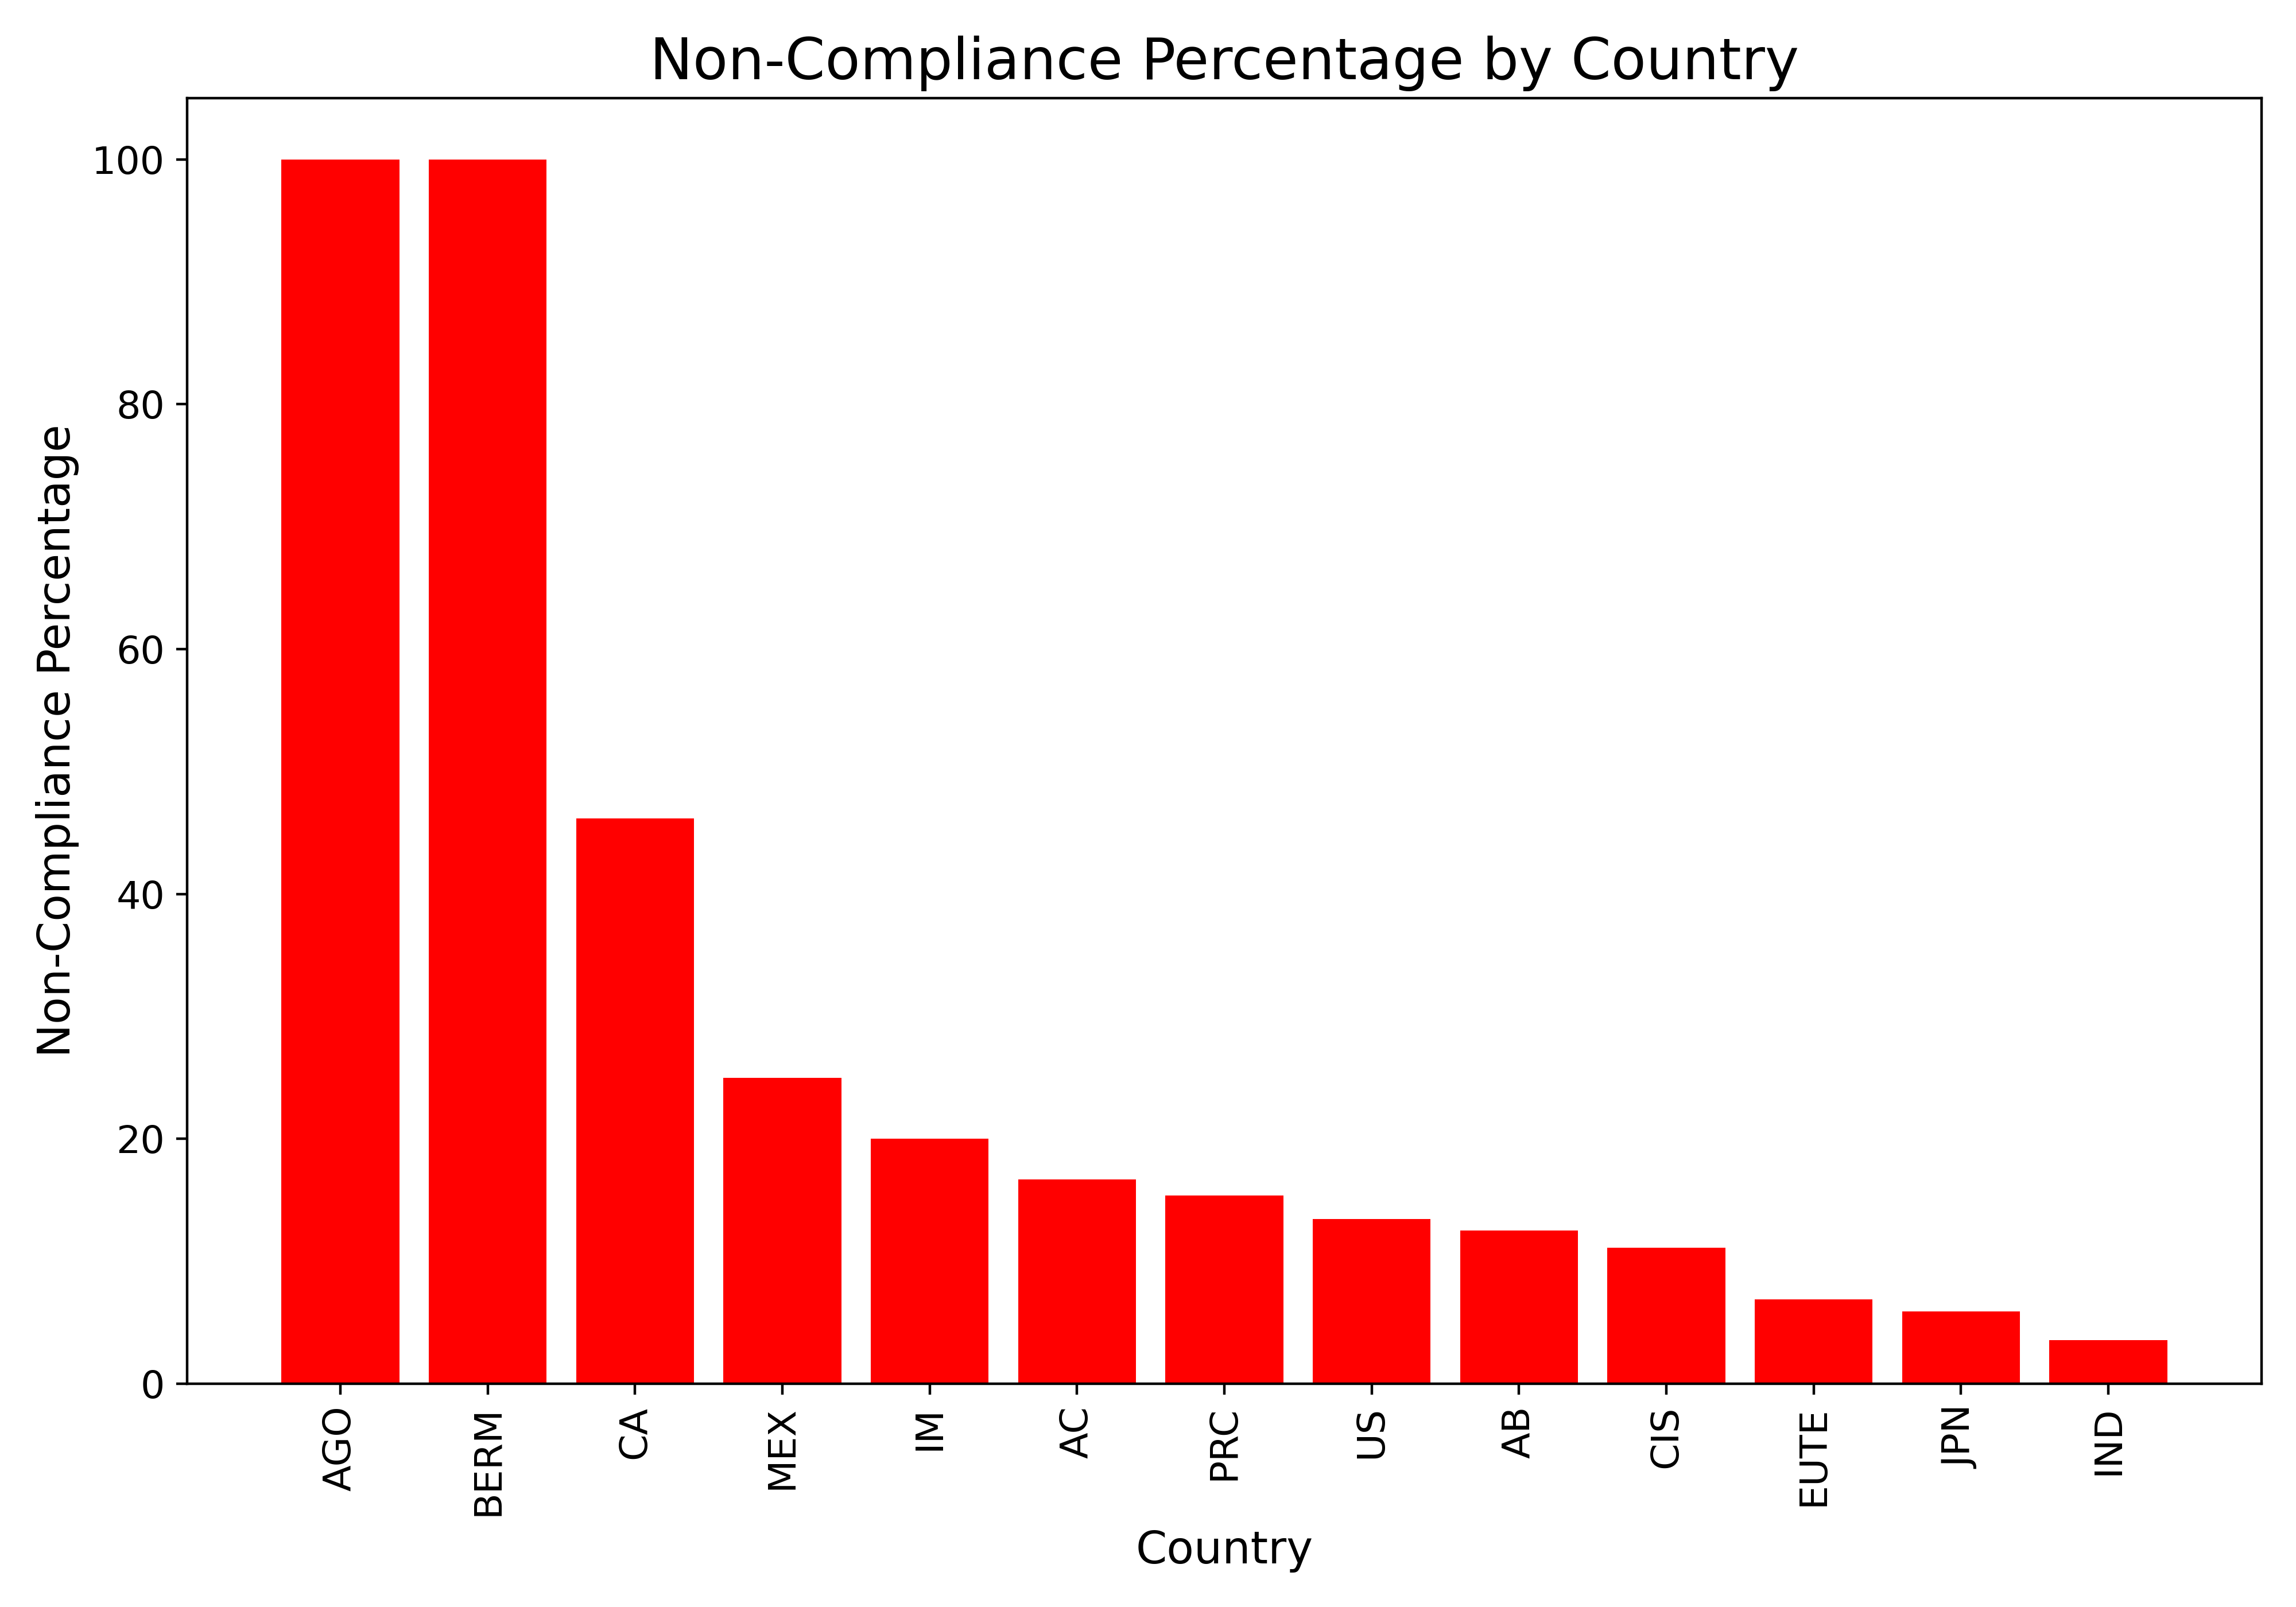 Non-Compliance Percentage by Country
Non-Compliance Percentage
100
80
60
40
20
0
AGO
BERM
CA
MEX
IM
AC
PRC
US
AB
CIS
EUTE
JPN
IND
Country